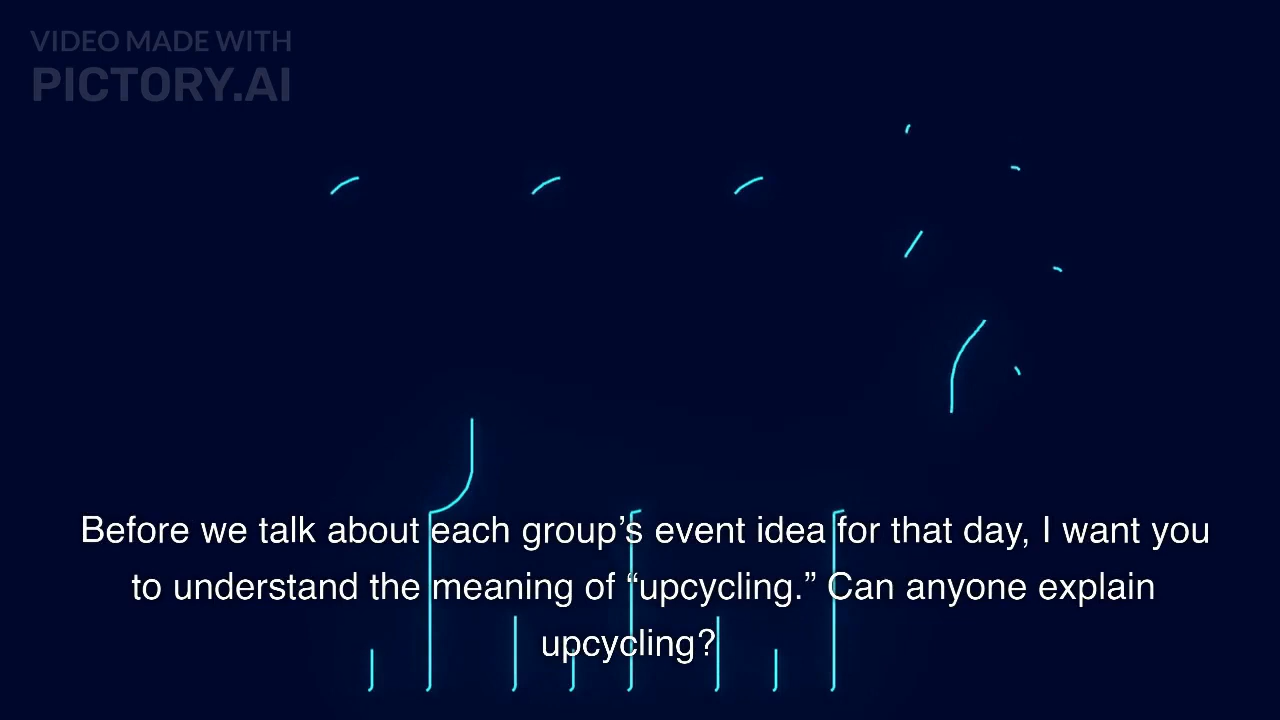 VIDEO MADE WITH
PICTORY.AI
Before we talk about each group’s event idea for that day, I want you
to understand the meaning of “upcycling.” Can anyone explain
upcycling?